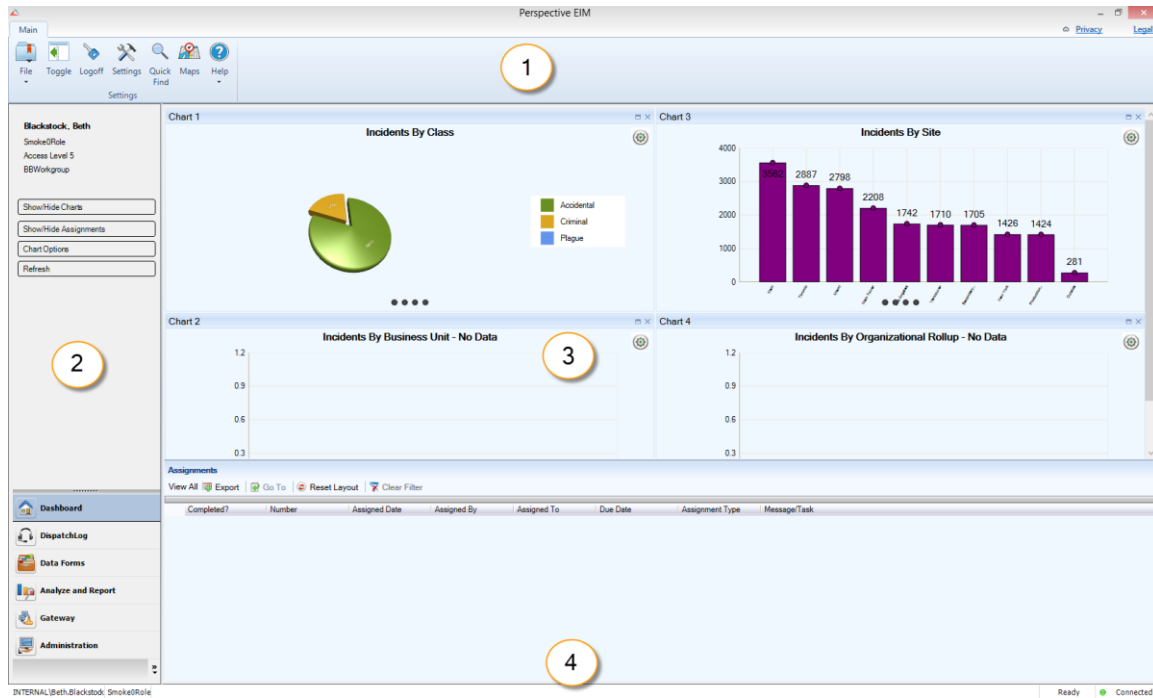 Perspective EIM
Main
Privacy
Legal
File
Toggle
Logoff
Settings
Quick Find
Maps
Help
Settings
1
Blackstock, Beth
Smoke0Role
Access Level 5
BBWorkgroup
Show/Hide Charts
Show/Hide Assignments
Chart Options
Refresh
2
Dashboard
DispatchLog
Data Forms
Analyze and Report
Gateway
Administration
Chart 1
Incidents By Class
Accidental
Criminal
Plague
Chart 3
Incidents By Site
4000
3000
2000
1000
0
3562
2887
2798
2208
1742
1710
1705
1426
1424
281
Chart 2
Incidents By Business Unit - No Data
1.2
0.9
0.6
0.3
3
Chart 4
Incidents By Organizational Rollup - No Data
1.2
0.9
0.6
0.3
Assignments
View All Export Go To Reset Layout Clear Filter
Completed? Number Assigned Date Assigned By Assigned To Due Date Assignment Type Message/Task
4
INTERNAL\Beth.Blackstock Smoke0Role
Ready
Connected